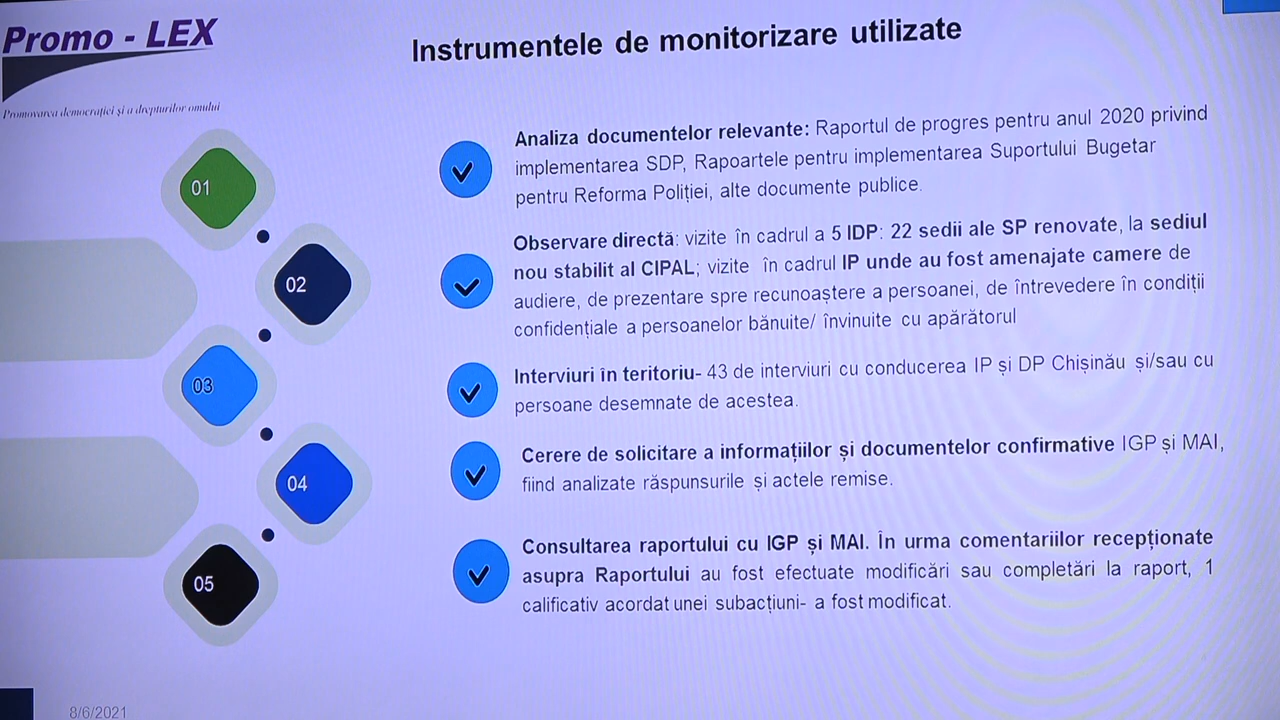 Promo - LEX
Promovarea democrației și a drepturilor omului
Instrumentele de monitorizare utilizate
01
02
03
04
05
Analiza documentelor relevante: Raportul de progres pentru anul 2020 privind
implementarea SDP, Rapoartele pentru implementarea Suportului Bugetar
pentru Reforma Poliției, alte documente publice.
Observare directă: vizite în cadrul a 5 IDP: 22 sedii ale SP renovate, la sediul
nou stabilit al CIPAL; vizite în cadrul IP unde au fost amenajate camere de
audiere, de prezentare spre recunoaștere a persoanei, de întrevedere în condiții
confidențiale a persoanelor bănuite/ învinuite cu apărătorul
Interviuri în teritoriu- 43 de interviuri cu conducerea IP și DP Chișinău și/sau cu
persoane desemnate de acestea.
Cerere de solicitare a informațiilor și documentelor confirmative IGP și MAI,
fiind analizate răspunsurile și actele remise.
Consultarea raportului cu IGP și MAI. În urma comentariilor recepționate
asupra Raportului au fost efectuate modificări sau completări la raport, 1
calificativ acordat unei subacțiuni- a fost modificat.
8/6/2021